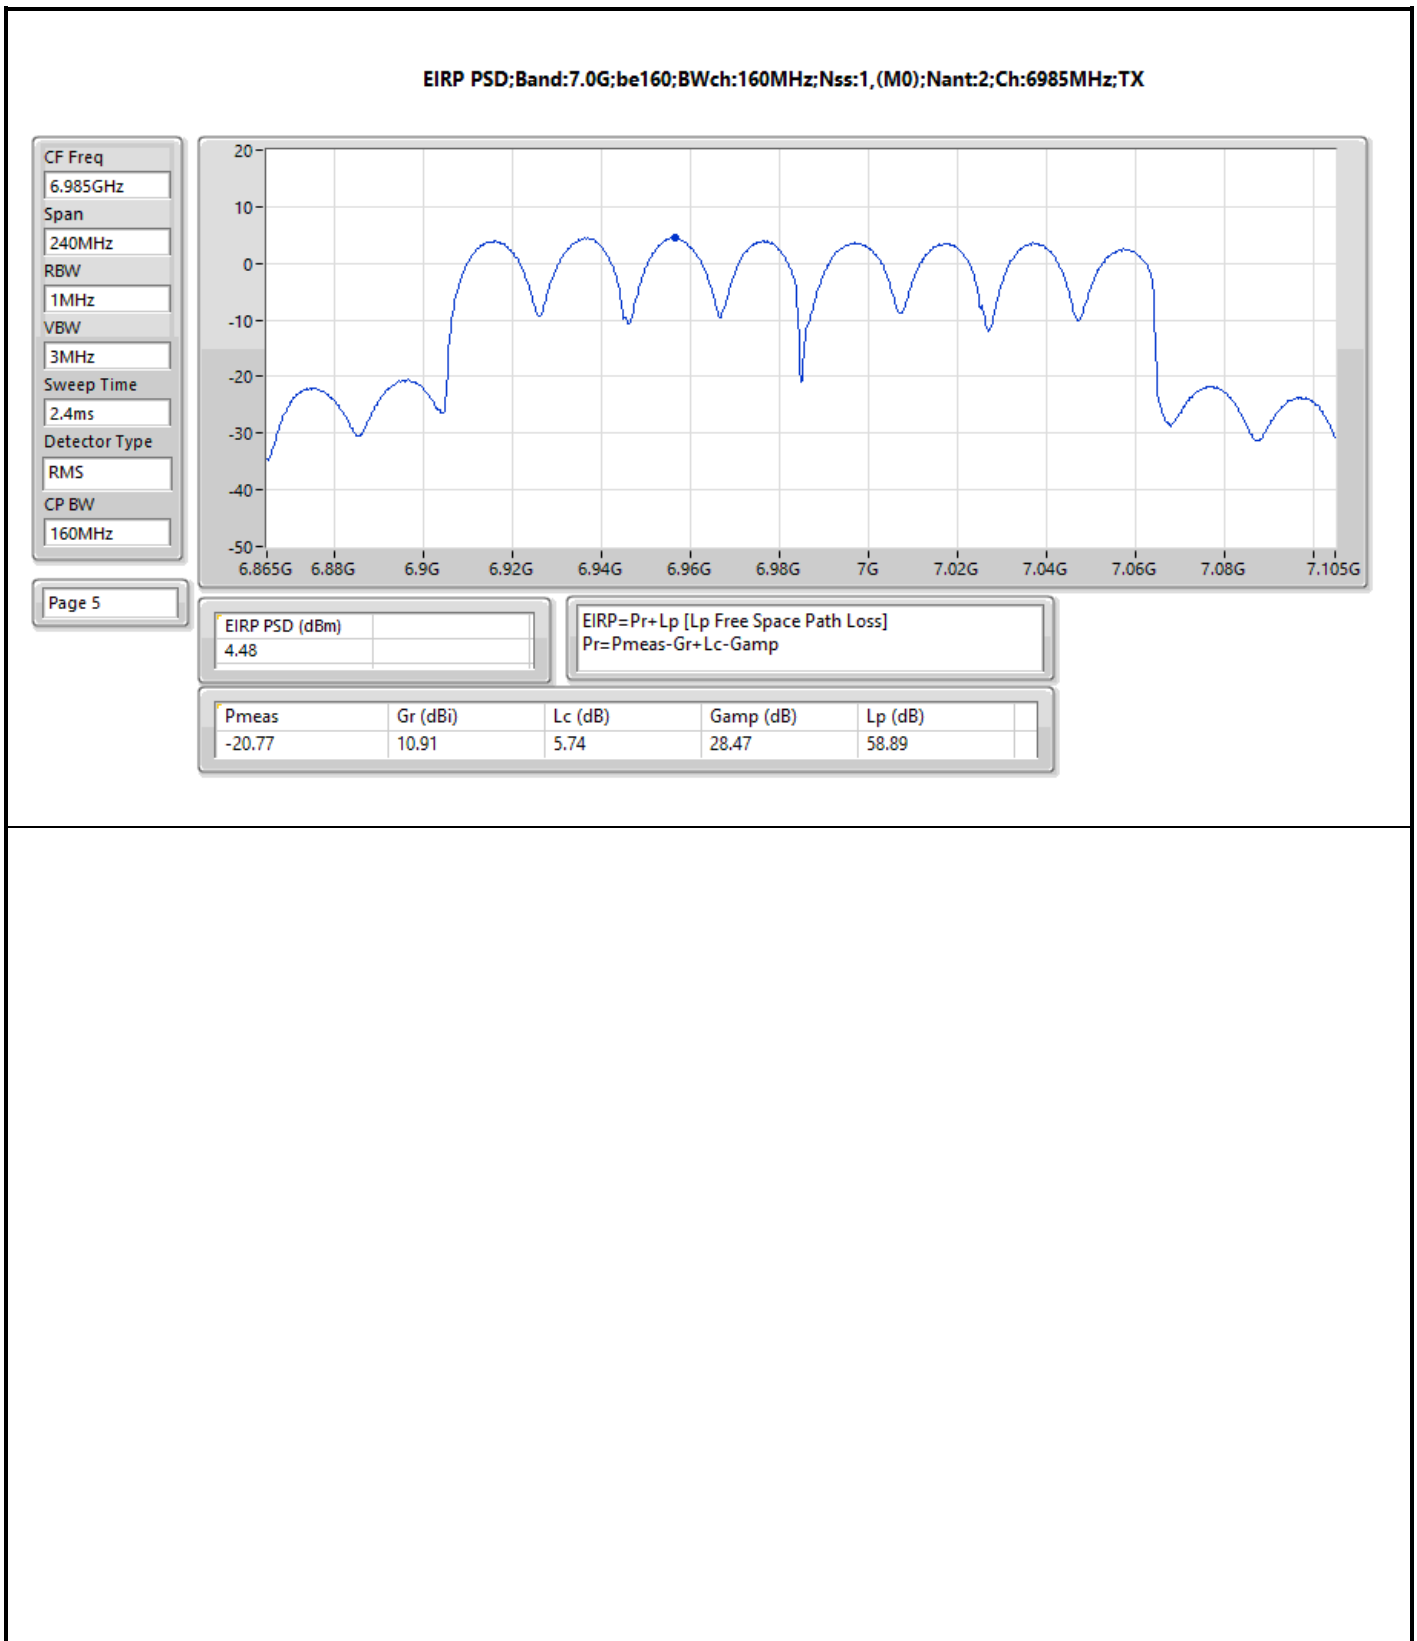 EIRP PSD;Band:7.0G;be160;BWch:160MHz;Nss:1,(M0);Nant:2;Ch:6985MHz;TX
CF Freq
6.985GHz
Span
240MHz
RBW
1MHz
VBW
3MHz
Sweep Time
2.4ms
Detector Type
RMS
CP BW
160MHz
Page 5
20
10
0
-10
-20
-30
-40
-50
6.865G 6.88G 6.9G 6.92G 6.94G 6.96G 6.98G 7G 7.02G 7.04G 7.06G 7.08G 7.105G
EIRP PSD (dBm)
4.48
EIRP=Pr+Lp [Lp Free Space Path Loss]
Pr=Pmeas-Gr+Lc-Gamp
Pmeas Gr (dBi) Lc (dB) Gamp (dB) Lp (dB)
-20.77 10.91 5.74 28.47 58.89